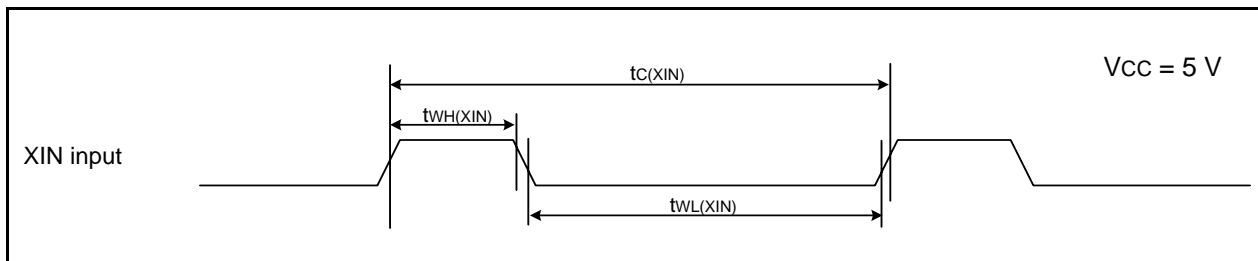 tC(XIN)
VCC = 5 V
tWH(XIN)
XIN input
tWL(XIN)